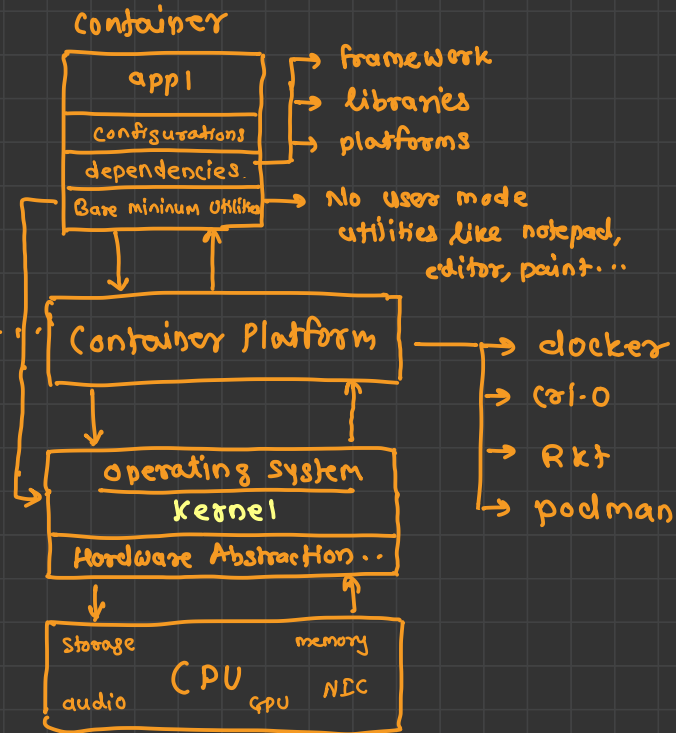 Container
app1
configurations
dependencies.
Bare mininum Utilities
framework
libraries
platforms
No user mode
utilities like notepad,
editor, paint...
Container Platform
docker
Cri-O
Rkt
podman
operating system
Kernel
Hardware Abstraction..
storage
memory
CPU
NIC
audio
GPU